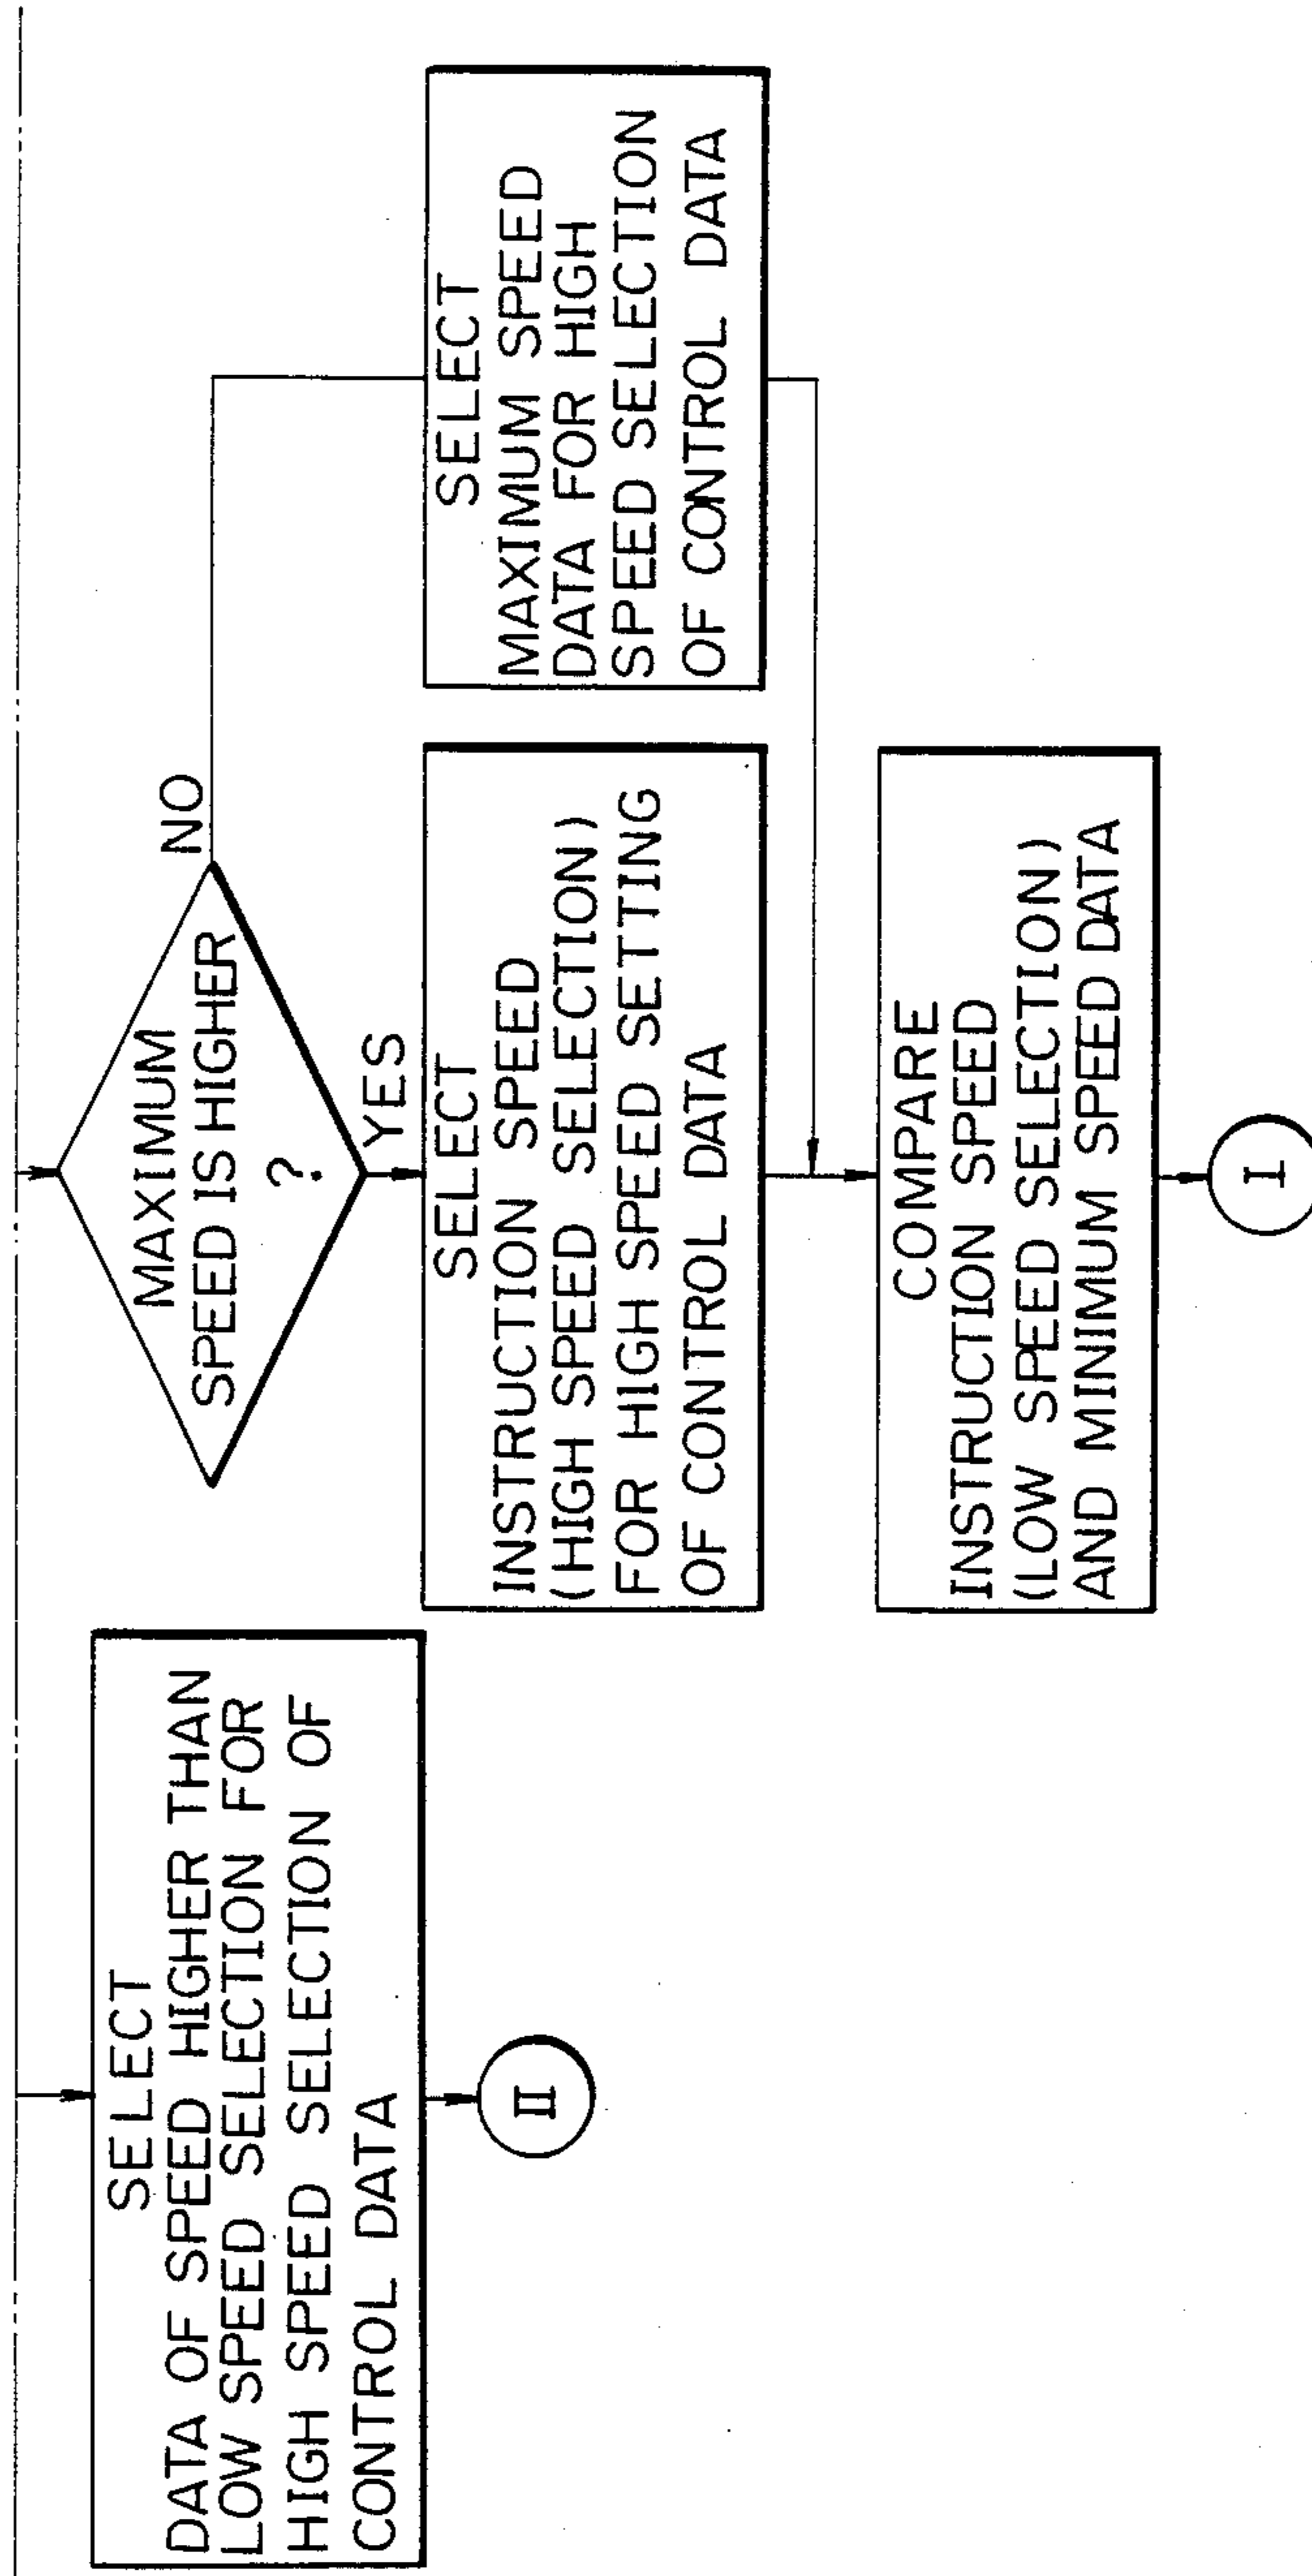 SELECT
DATA OF SPEED HIGHER THAN
LOW SPEED SELECTION FOR
HIGH SPEED SELECTION OF
CONTROL DATA
II
MAXIMUM
SPEED IS HIGHER
?
NO
YES
SELECT
INSTRUCTION SPEED
(HIGH SPEED SELECTION)
FOR HIGH SPEED SETTING
OF CONTROL DATA
SELECT
MAXIMUM SPEED
DATA FOR HIGH
SPEED SELECTION
OF CONTROL DATA
COMPARE
INSTRUCTION SPEED
(LOW SPEED SELECTION)
AND MINIMUM SPEED DATA
I